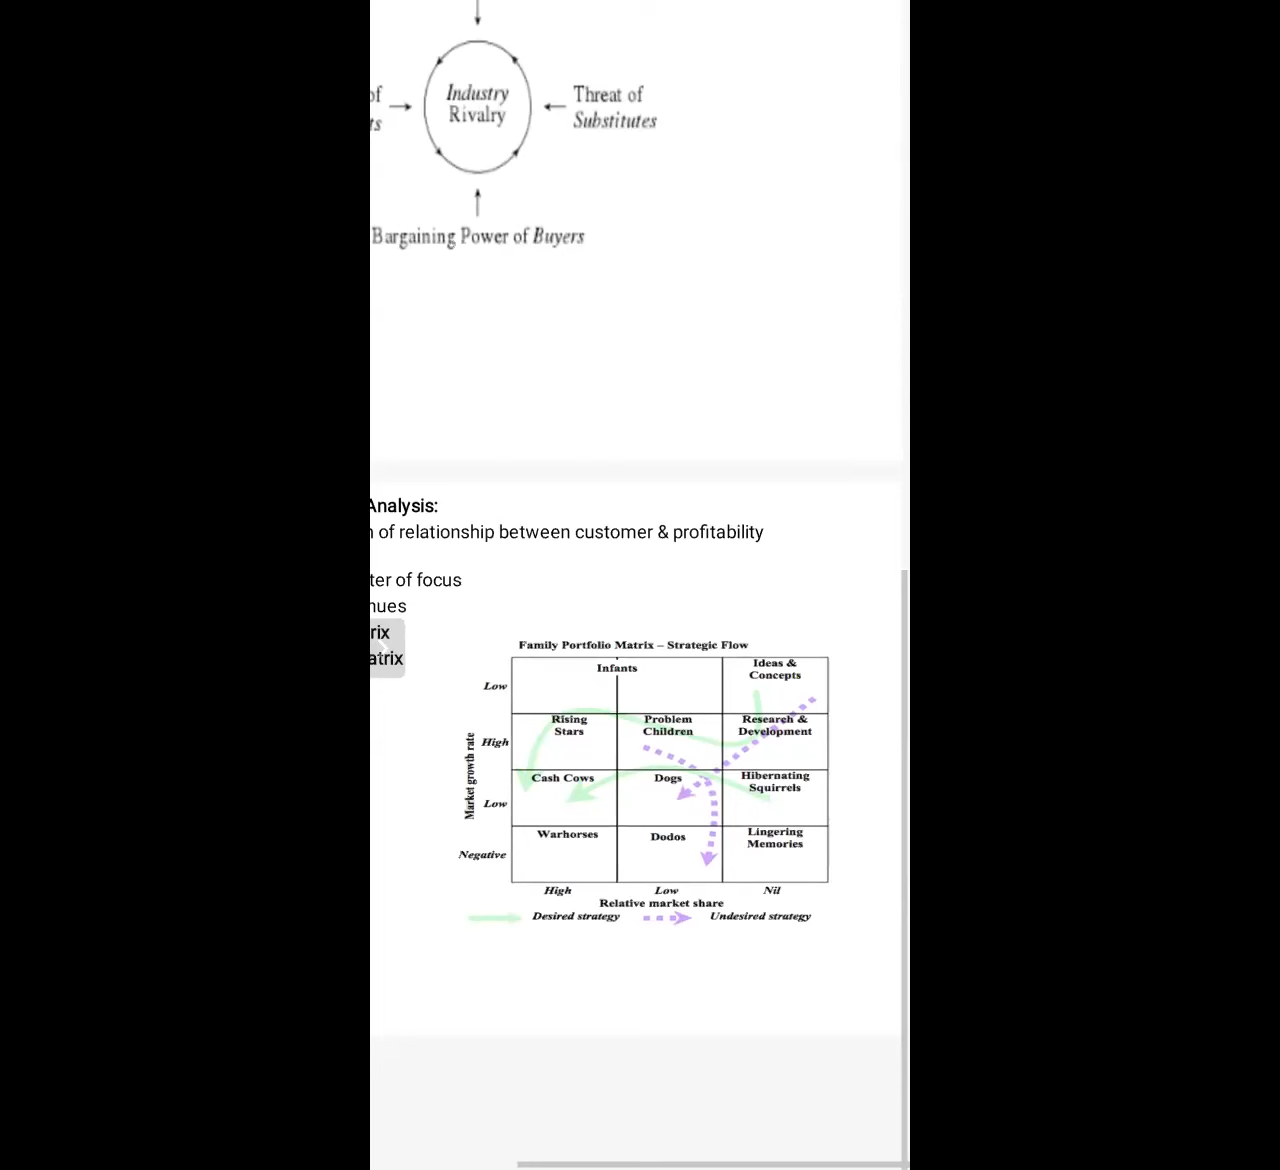 of
Industry
Rivalry
Threat of
Substitutes
Bargaining Power of Buyers
Analysis:
of relationship between customer & profitability
ter of focus
nues
rix
atrix
Family Portfolio Matrix – Strategic Flow
Infants
Ideas &
Concepts
Low
Rising
Stars
Problem
Children
Research &
Development
High
Market growth rate
Cash Cows
Dogs
Hibernating
Squirrels
Low
Warhorses
Dodos
Lingering
Memories
Negative
High
Low
Nil
Relative market share
Desired strategy
Undesired strategy